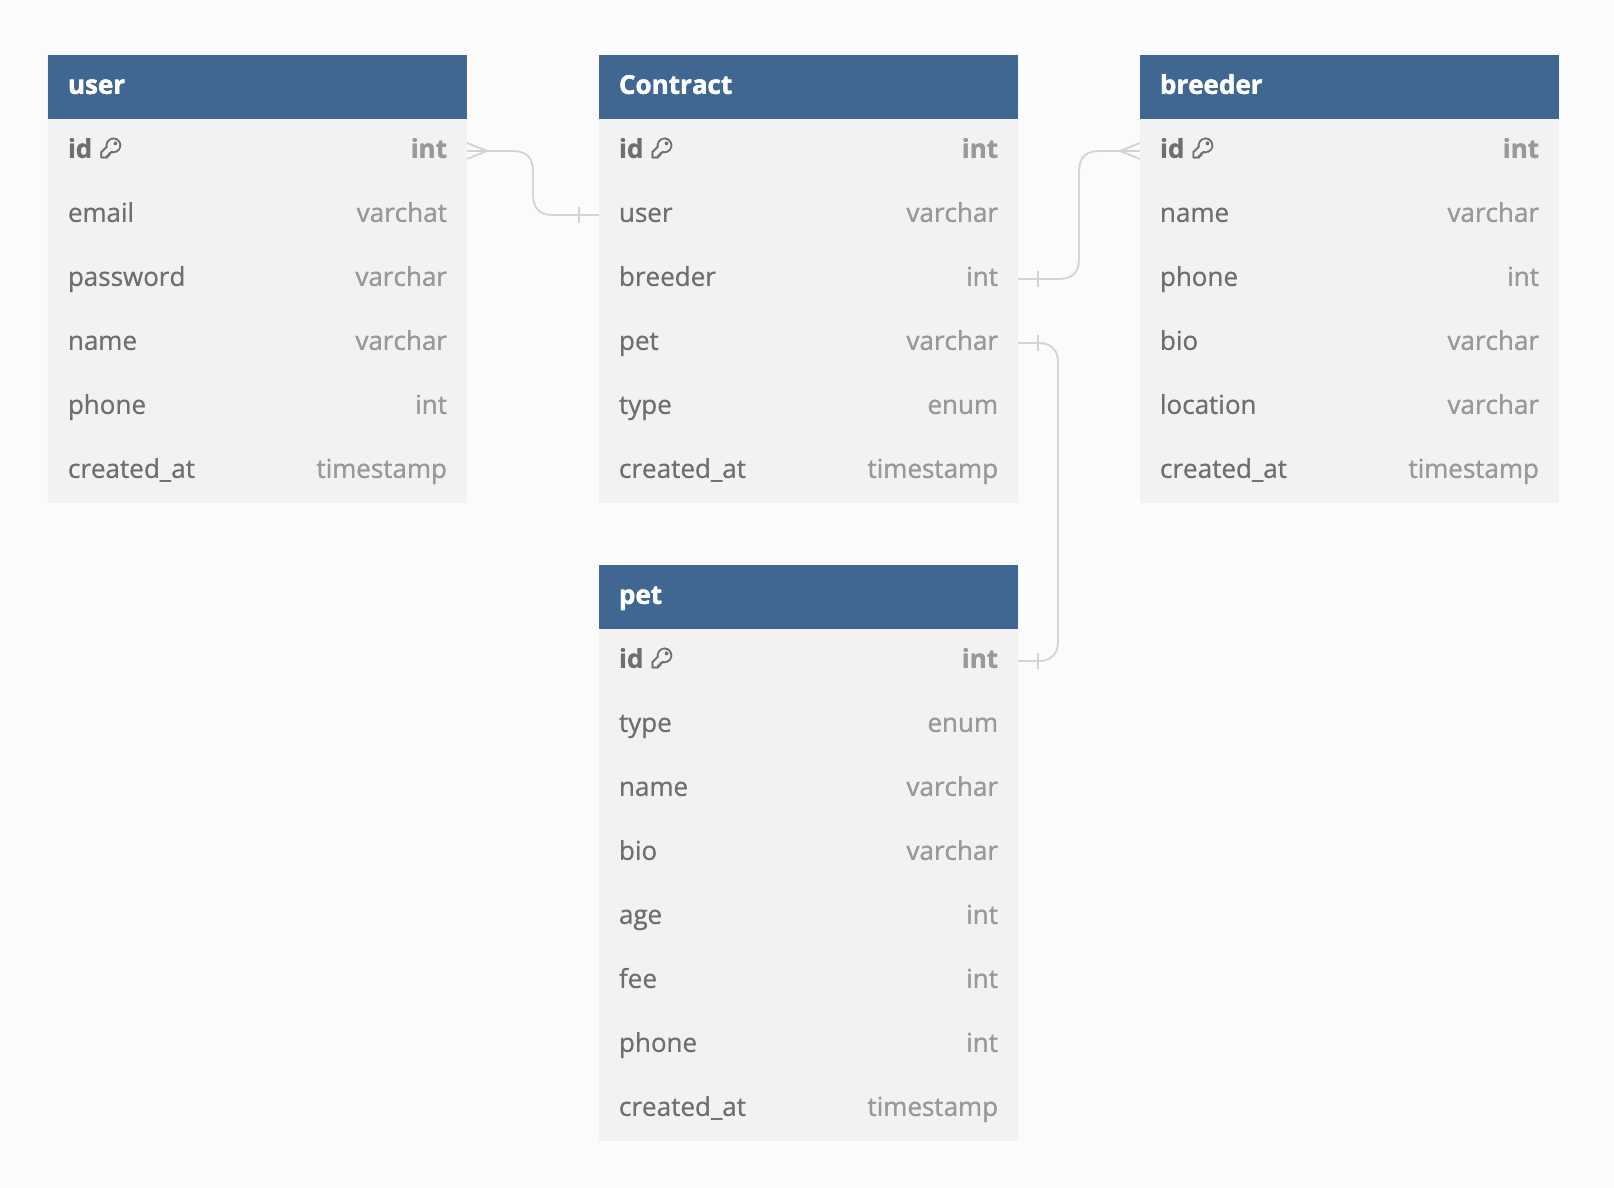 user
id int
email varchat
password varchar
name varchar
phone int
created_at timestamp
Contract
id int
user varchar
breeder int
pet varchar
type enum
created_at timestamp
breeder
id int
name varchar
phone int
bio varchar
location varchar
created_at timestamp
pet
id int
type enum
name varchar
bio varchar
age int
fee int
phone int
created_at timestamp